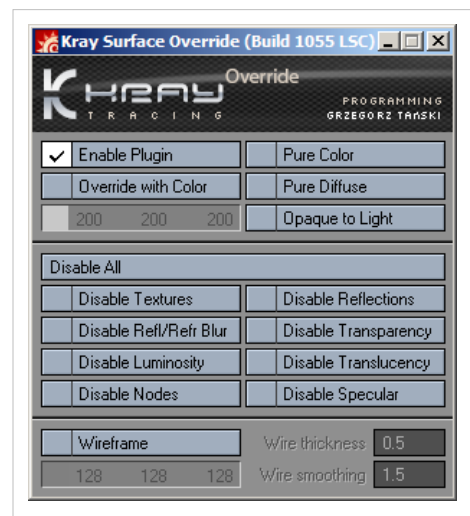 Kray Surface Override (Build 1055 LSC)
Override
KRAY
TRACING
PROGRAMMING
GRZEGORZ TAŃSKI
Enable Plugin
Pure Color
Override with Color
Pure Diffuse
200 200 200
Opaque to Light
Disable All
Disable Textures
Disable Reflections
Disable Refl/Refr Blur
Disable Transparency
Disable Luminosity
Disable Translucency
Disable Nodes
Disable Specular
Wireframe
Wire thickness 0.5
128 128 128
Wire smoothing 1.5